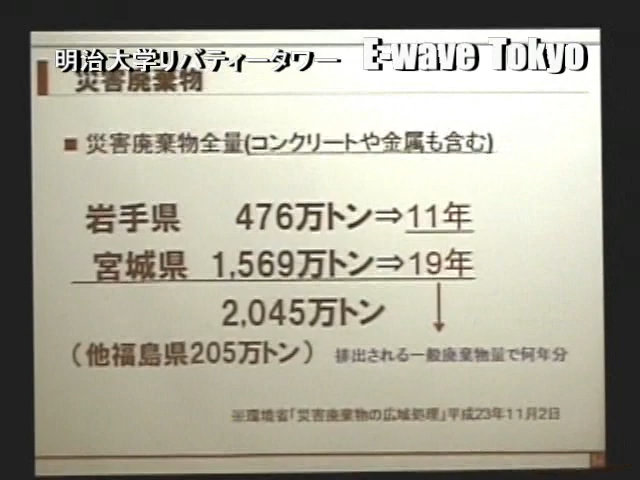 明治大学リバティータワー E-wave Tokyo
災害廃棄物
■ 災害廃棄物全量(コンクリートや金属も含む)
岩手県 476万トン⇒11年
宮城県 1,569万トン⇒19年
2,045万トン
（他福島県205万トン） 排出される一般廃棄物量で何年分
※環境省「災害廃棄物の広域処理」平成23年11月2日